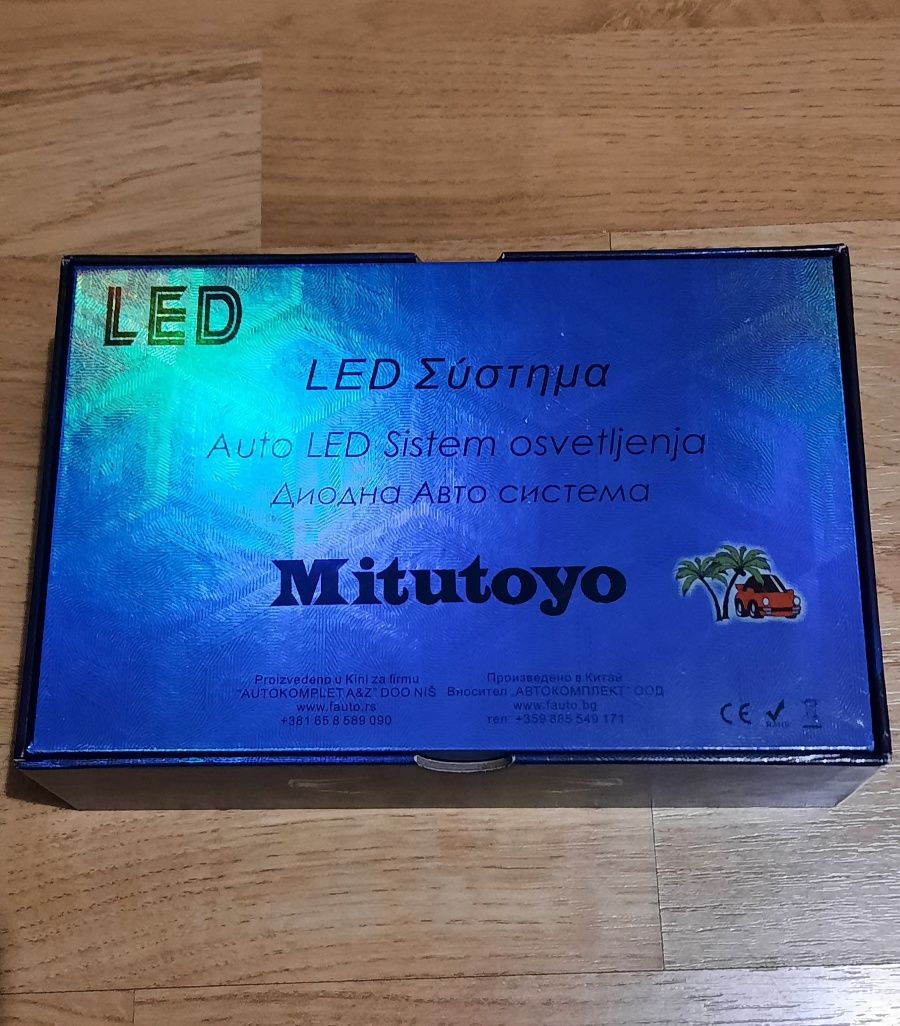 LED
LED Σύστημα
Auto LED Sistem osvetljenja
Диодна Авто система
Mitutoyo
Proizvedeno u Kini za firmu
"AUTOKOMPLET A&Z" DOO NIŠ
www.fauto.rs
+381 65 8 589 090
Произведено в Китай
Вносител „АВТОКОМПЛЕКТ" ООД
www.fauto.bg
тел: +359 885 549 171
CE
RoHS